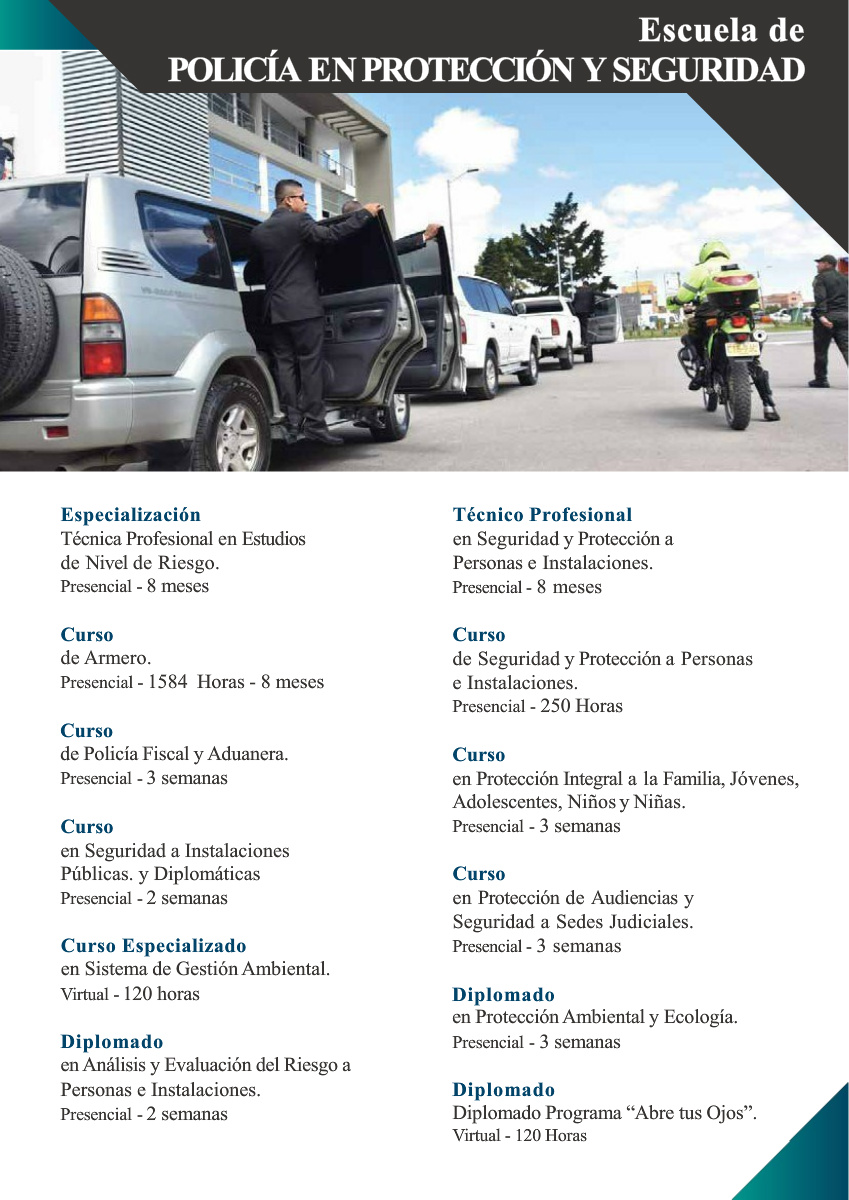 Escuela de
POLICÍA EN PROTECCIÓN Y SEGURIDAD
Especialización
Técnica Profesional en Estudios
de Nivel de Riesgo.
Presencial - 8 meses
Curso
de Armero.
Presencial - 1584 Horas - 8 meses
Curso
de Policía Fiscal y Aduanera.
Presencial - 3 semanas
Curso
en Seguridad a Instalaciones
Públicas. y Diplomáticas
Presencial - 2 semanas
Curso Especializado
en Sistema de Gestión Ambiental.
Virtual - 120 horas
Diplomado
en Análisis y Evaluación del Riesgo a
Personas e Instalaciones.
Presencial - 2 semanas
Técnico Profesional
en Seguridad y Protección a
Personas e Instalaciones.
Presencial - 8 meses
Curso
de Seguridad y Protección a Personas
e Instalaciones.
Presencial - 250 Horas
Curso
en Protección Integral a la Familia, Jóvenes,
Adolescentes, Niños y Niñas.
Presencial - 3 semanas
Curso
en Protección de Audiencias y
Seguridad a Sedes Judiciales.
Presencial - 3 semanas
Diplomado
en Protección Ambiental y Ecología.
Presencial - 3 semanas
Diplomado
Diplomado Programa “Abre tus Ojos”.
Virtual - 120 Horas